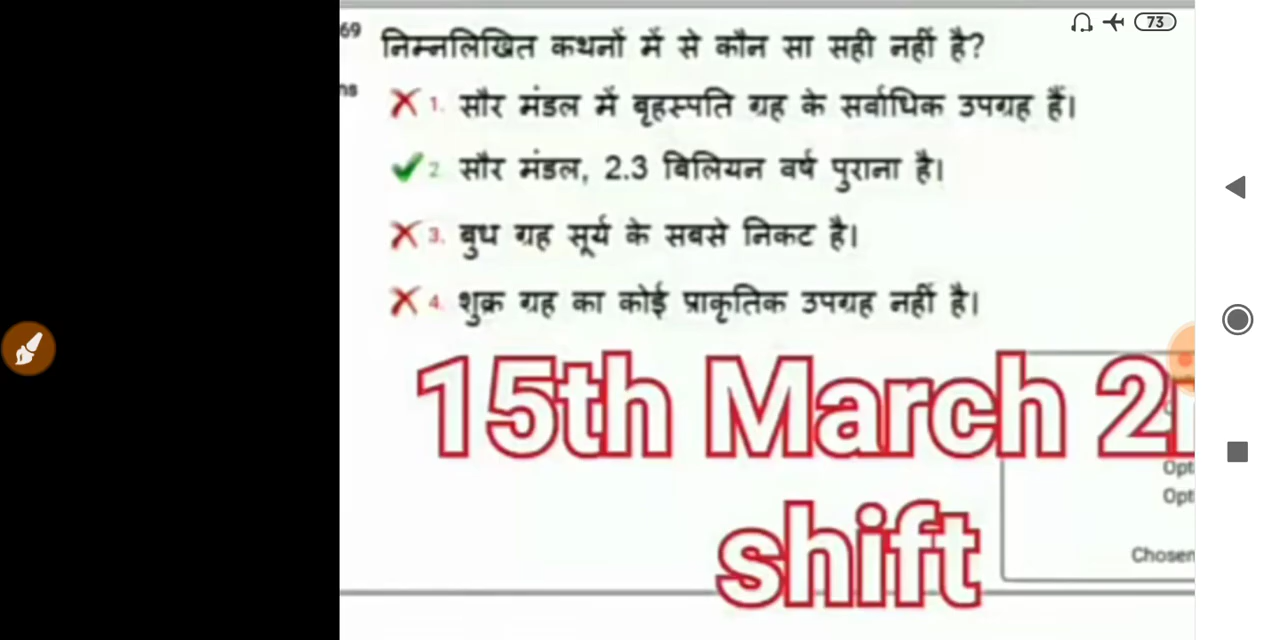 73
69 निम्नलिखित कथनों में से कौन सा सही नहीं है?
ns 1. सौर मंडल में बृहस्पति ग्रह के सर्वाधिक उपग्रह हैं।
2. सौर मंडल, 2.3 बिलियन वर्ष पुराना है।
3. बुध ग्रह सूर्य के सबसे निकट है।
4. शुक्र ग्रह का कोई प्राकृतिक उपग्रह नहीं है।
15th March 2
shift
Opt
Opt
Chosen